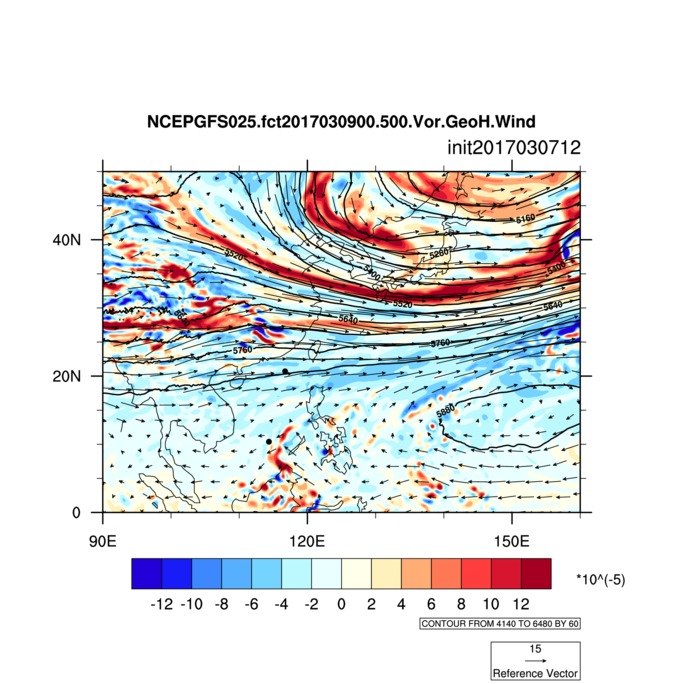 NCEPGFS025.fct2017030900.500.Vor.GeoH.Wind
init2017030712
5160
40N
5280
5520
5400
5400
5520
5640
5640
5760
5760
20N
5880
0
90E 120E 150E
-12 -10 -8 -6 -4 -2 0 2 4 6 8 10 12
*10^(-5)
CONTOUR FROM 4140 TO 6480 BY 60
15
Reference Vector